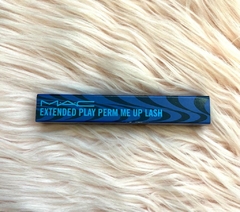 MAC
EXTENDED PLAY PERM ME UP LASH